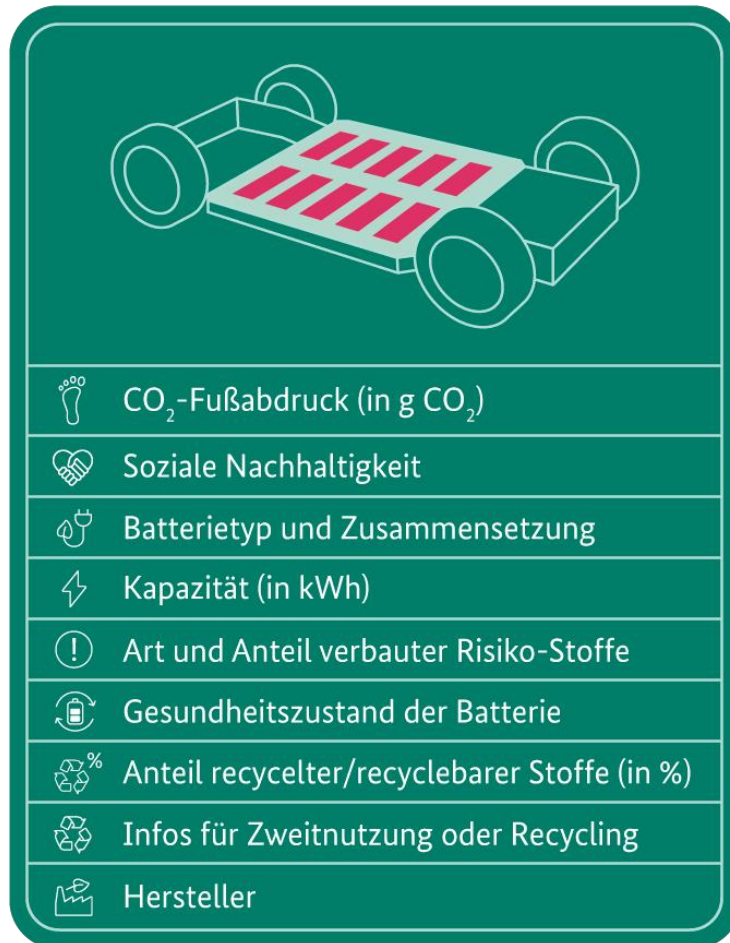 CO₂-Fußabdruck (in g CO₂)
Soziale Nachhaltigkeit
Batterietyp und Zusammensetzung
Kapazität (in kWh)
! Art und Anteil verbauter Risiko-Stoffe
Gesundheitszustand der Batterie
% Anteil recycelter/recyclebarer Stoffe (in %)
Infos für Zweitnutzung oder Recycling
Hersteller